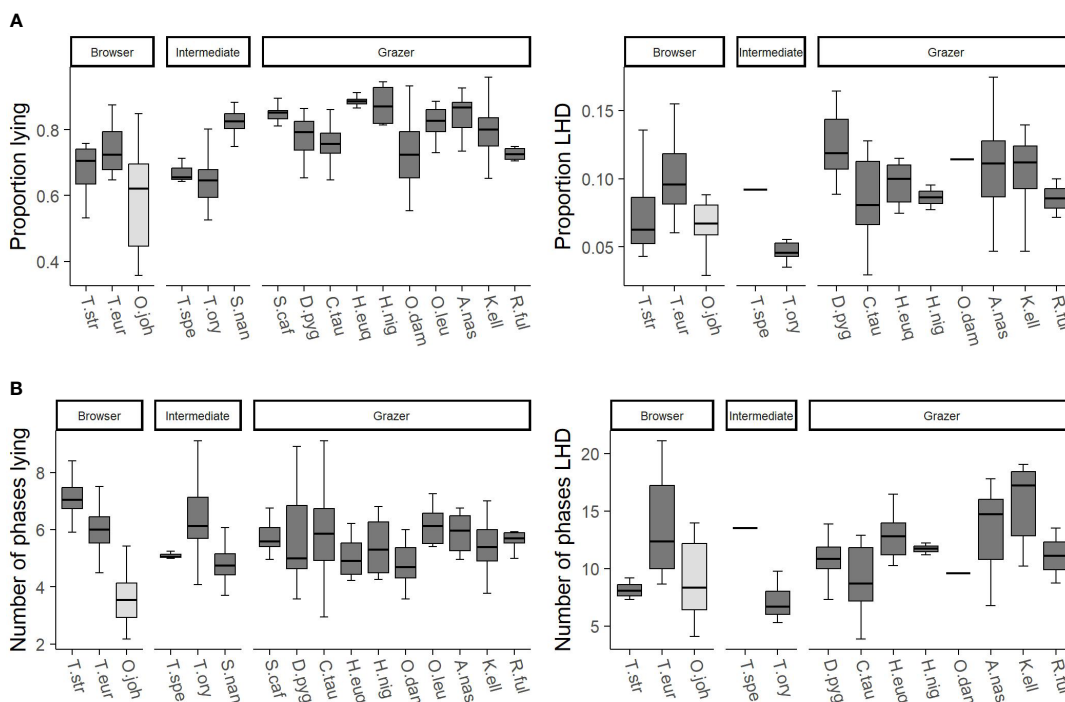 A
Browser Intermediate Grazer
Proportion lying
0.8
0.6
0.4
T.str T.eur O.joh T.spe T.ory S.nan S.caf D.pyg C.tau H.euq H.nig O.dam O.leu A.nas K.ell R.ful
Browser Intermediate Grazer
Proportion LHD
0.15
0.10
0.05
T.str T.eur O.joh T.spe T.ory D.pyg C.tau H.euq H.nig O.dam A.nas K.ell R.ful
B
Browser Intermediate Grazer
Number of phases lying
8
6
4
2
T.str T.eur O.joh T.spe T.ory S.nan S.caf D.pyg C.tau H.euq H.nig O.dam O.leu A.nas K.ell R.ful
Browser Intermediate Grazer
Number of phases LHD
20
15
10
5
T.str T.eur O.joh T.spe T.ory D.pyg C.tau H.euq H.nig O.dam A.nas K.ell R.ful